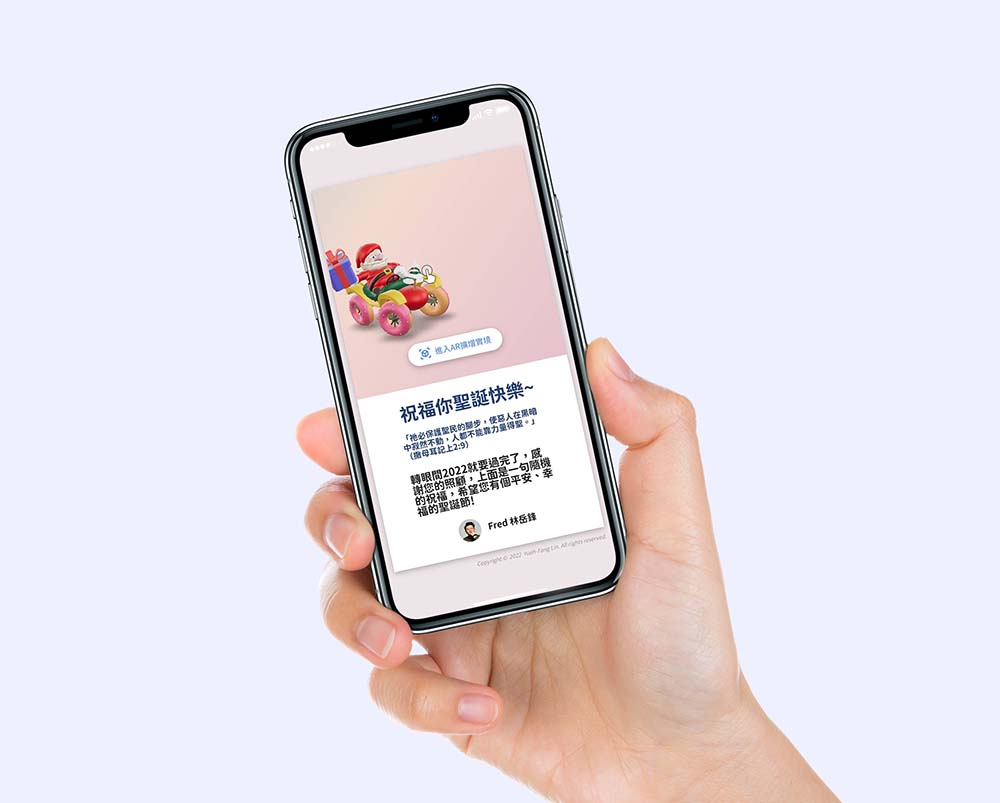 進入AR擴增實境
祝福你聖誕快樂~
「祂必保護聖民的腳步，使惡人在黑暗
中寂然不動，人都不能靠力量得聖。」
(撒母耳記上2:9)
轉眼間2022就要過完了，感
謝您的照顧，上面是一句隨機
的祝福，希望您有個平安、幸
福的聖誕節!
Fred 林岳鋒
Copyright © 2022 Yueh-Fang Lin. All rights reserved.